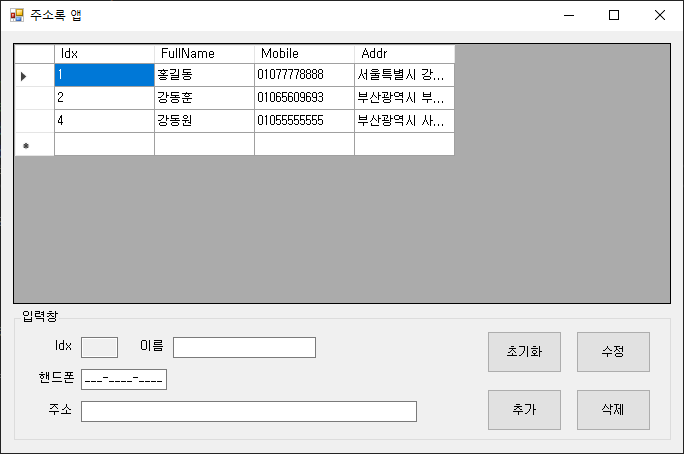 주소록 앱
Idx FullName Mobile Addr
1 홍길동 01077778888 서울특별시 강...
2 강동훈 01065609693 부산광역시 부...
4 강동원 01055555555 부산광역시 사...
입력창
Idx 이름 초기화 수정
핸드폰 ___-____-____
주소 추가 삭제